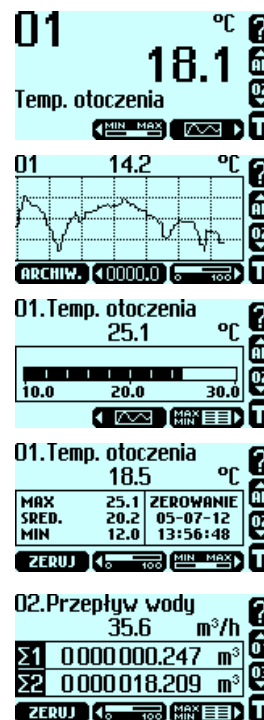 01 °C ?
18.1
Temp. otoczenia
MIN MAX
01 14.2 °C ?
ARCHIW. 0000.0 0 100
01.Temp. otoczenia ?
25.1 °C
10.0 20.0 30.0
MAX MIN
01.Temp. otoczenia ?
18.5 °C
MAX 25.1 ZEROWANIE
SRED. 20.2 05-07-12
MIN 12.0 13:56:48
ZERUJ 0 100 MIN MAX
02.Przepływ wody ?
35.6 m³/h
Σ1 0000000.247 m³
Σ2 0000018.209 m³
ZERUJ 0 100 MAX MIN